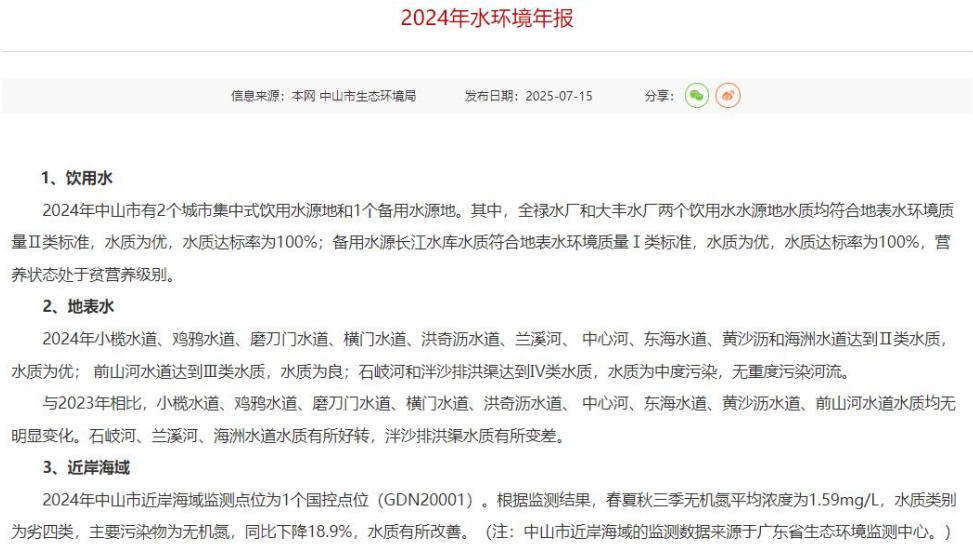 2024年水环境年报
信息来源：本网 中山市生态环境局 发布日期：2025-07-15 分享：
1、饮用水
2024年中山市有2个城市集中式饮用水源地和1个备用水源地。其中，全禄水厂和大丰水厂两个饮用水水源地水质均符合地表水环境质
量Ⅱ类标准，水质为优，水质达标率为100%；备用水源长江水库水质符合地表水环境质量Ⅰ类标准，水质为优，水质达标率为100%，营
养状态处于贫营养级别。
2、地表水
2024年小榄水道、鸡鸦水道、磨刀门水道、横门水道、洪奇沥水道、兰溪河、 中心河、东海水道、黄沙沥和海洲水道达到Ⅱ类水质，
水质为优； 前山河水道达到Ⅲ类水质，水质为良；石岐河和泮沙排洪渠达到Ⅳ类水质，水质为中度污染，无重度污染河流。
与2023年相比，小榄水道、鸡鸦水道、磨刀门水道、横门水道、洪奇沥水道、 中心河、东海水道、黄沙沥水道、前山河水道水质均无
明显变化。石岐河、兰溪河、海洲水道水质有所好转，泮沙排洪渠水质有所变差。
3、近岸海域
2024年中山市近岸海域监测点位为1个国控点位（GDN20001）。根据监测结果，春夏秋三季无机氮平均浓度为1.59mg/L，水质类别
为劣四类，主要污染物为无机氮，同比下降18.9%，水质有所改善。（注：中山市近岸海域的监测数据来源于广东省生态环境监测中心。）